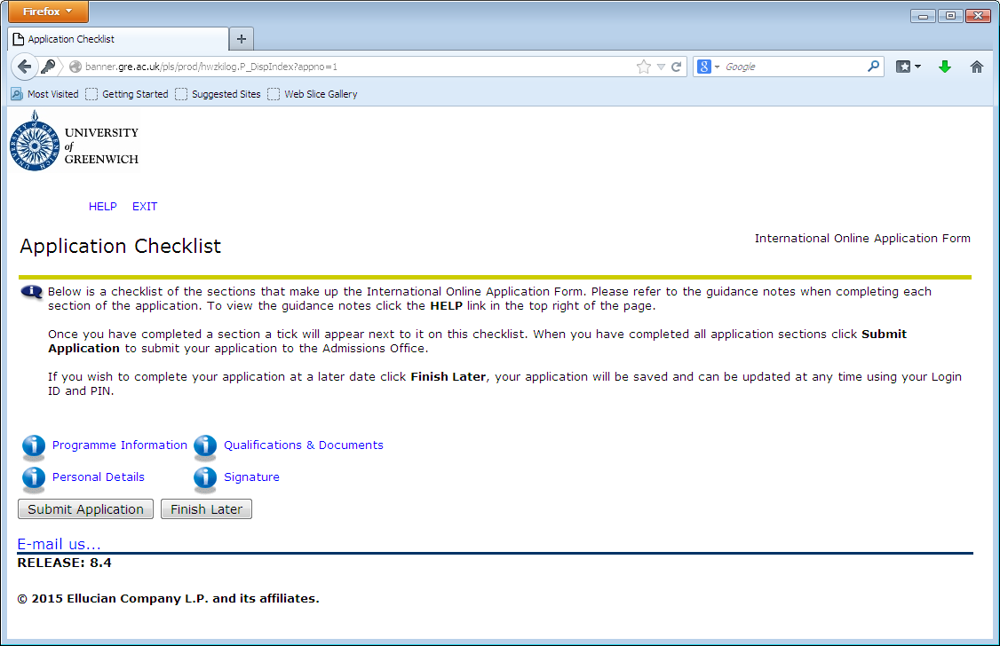 Firefox
Application Checklist
banner.gre.ac.uk/pls/prod/hwzkilog.P_DispIndex?appno=1
Google
Most Visited Getting Started Suggested Sites Web Slice Gallery
UNIVERSITY OF GREENWICH
UNIVERSITY
of
GREENWICH
HELP EXIT
Application Checklist
International Online Application Form
Below is a checklist of the sections that make up the International Online Application Form. Please refer to the guidance notes when completing each
section of the application. To view the guidance notes click the HELP link in the top right of the page.
Once you have completed a section a tick will appear next to it on this checklist. When you have completed all application sections click Submit
Application to submit your application to the Admissions Office.
If you wish to complete your application at a later date click Finish Later, your application will be saved and can be updated at any time using your Login
ID and PIN.
Programme Information Qualifications & Documents
Personal Details Signature
Submit Application Finish Later
E-mail us...
RELEASE: 8.4
© 2015 Ellucian Company L.P. and its affiliates.